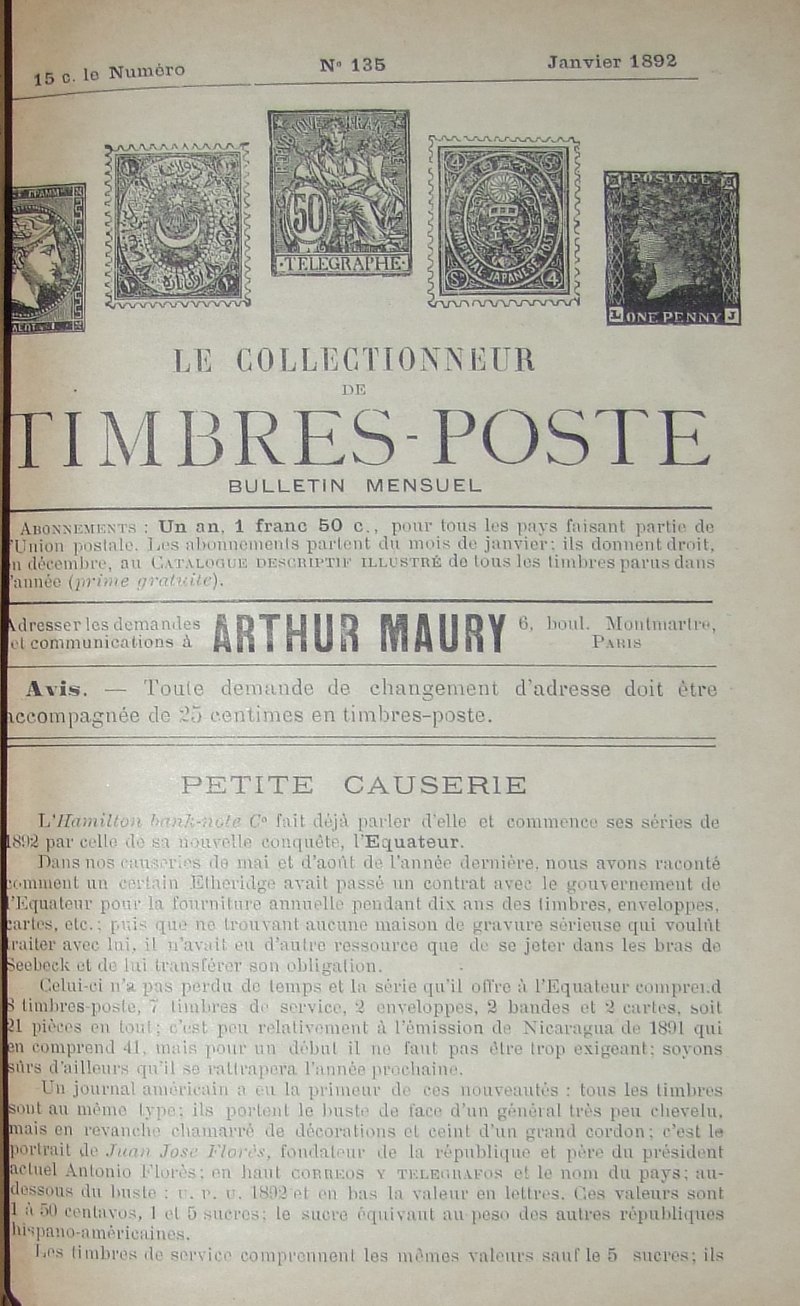 15 c. le Numéro
N° 135
Janvier 1892
50
TELEGRAPHE
4
4
IMPERIAL JAPANESE POST
Sn
4
POSTAGE
L ONE PENNY J
LE COLLECTIONNEUR
DE
TIMBRES-POSTE
BULLETIN MENSUEL
ABONNEMENTS : Un an, 1 franc 50 c., pour tous les pays faisant partie de
l'Union postale. Les abonnements partent du mois de janvier; ils donnent droit,
en décembre, au CATALOGUE DESCRIPTIF ILLUSTRÉ de tous les timbres parus dans
l'année (prime gratuite).
Adresser les demandes
et communications à
ARTHUR MAURY
6, boul. Montmartre,
PARIS
Avis. — Toute demande de changement d'adresse doit être
accompagnée de 25 centimes en timbres-poste.
PETITE CAUSERIE
L'Hamilton bank-note C° fait déjà parler d'elle et commence ses séries de
1892 par celle de sa nouvelle conquête, l'Equateur.
Dans nos causeries de mai et d'août de l'année dernière, nous avons raconté
comment un certain Etheridge avait passé un contrat avec le gouvernement de
l'Equateur pour la fourniture annuelle pendant dix ans des timbres, enveloppes,
cartes, etc.; puis que ne trouvant aucune maison de gravure sérieuse qui voulût
traiter avec lui, il n'avait eu d'autre ressource que de se jeter dans les bras de
Seebeck et de lui transférer son obligation.
Celui-ci n'a pas perdu de temps et la série qu'il offre à l'Equateur comprend
8 timbres-poste, 7 timbres de service, 2 enveloppes, 2 bandes et 2 cartes, soit
21 pièces en tout; c'est peu relativement à l'émission de Nicaragua de 1891 qui
en comprend 41, mais pour un début il ne faut pas être trop exigeant; soyons
sûrs d'ailleurs qu'il se rattrapera l'année prochaine.
Un journal américain a eu la primeur de ces nouveautés : tous les timbres
sont au même type; ils portent le buste de face d'un général très peu chevelu,
mais en revanche chamarré de décorations et ceint d'un grand cordon; c'est le
portrait de Juan Jose Florès, fondateur de la république et père du président
actuel Antonio Florès; en haut CORREOS Y TELEGRAFOS et le nom du pays; au-
dessous du buste : U. P. U. 1892 et en bas la valeur en lettres. Ces valeurs sont
1 à 50 centavos, 1 et 5 sucres; le sucre équivaut au peso des autres républiques
hispano-américaines.
Les timbres de service comprennent les mêmes valeurs sauf le 5 sucres; ils